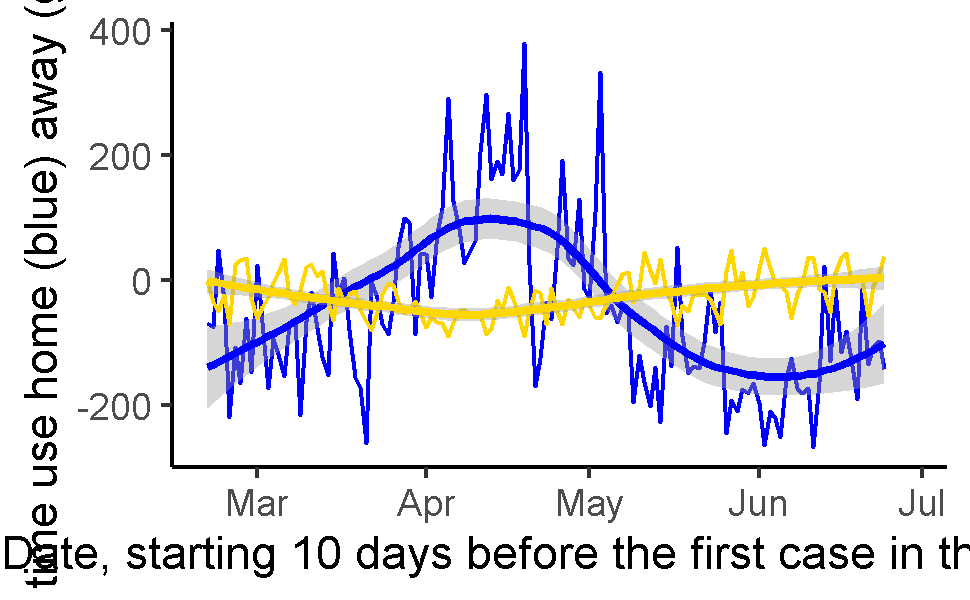 time use home (blue) away (
400
200
0
-200
Mar Apr May Jun Jul
Date, starting 10 days before the first case in th